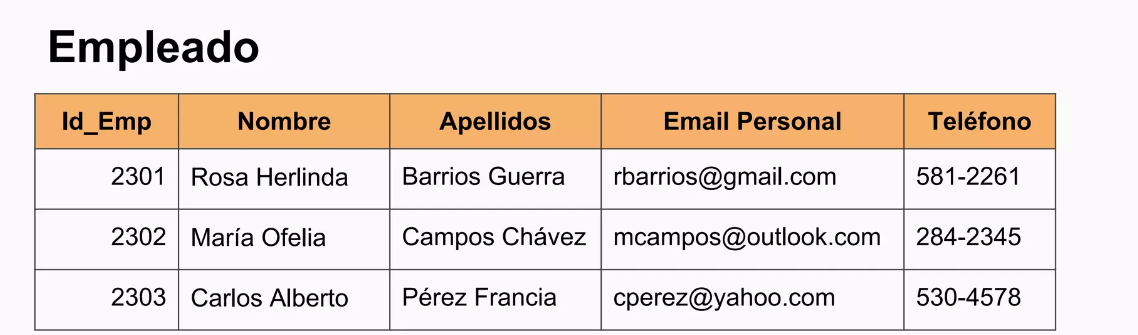 Empleado
Id_Emp Nombre Apellidos Email Personal Teléfono
2301 Rosa Herlinda Barrios Guerra rbarrios@gmail.com 581-2261
2302 María Ofelia Campos Chávez mcampos@outlook.com 284-2345
2303 Carlos Alberto Pérez Francia cperez@yahoo.com 530-4578